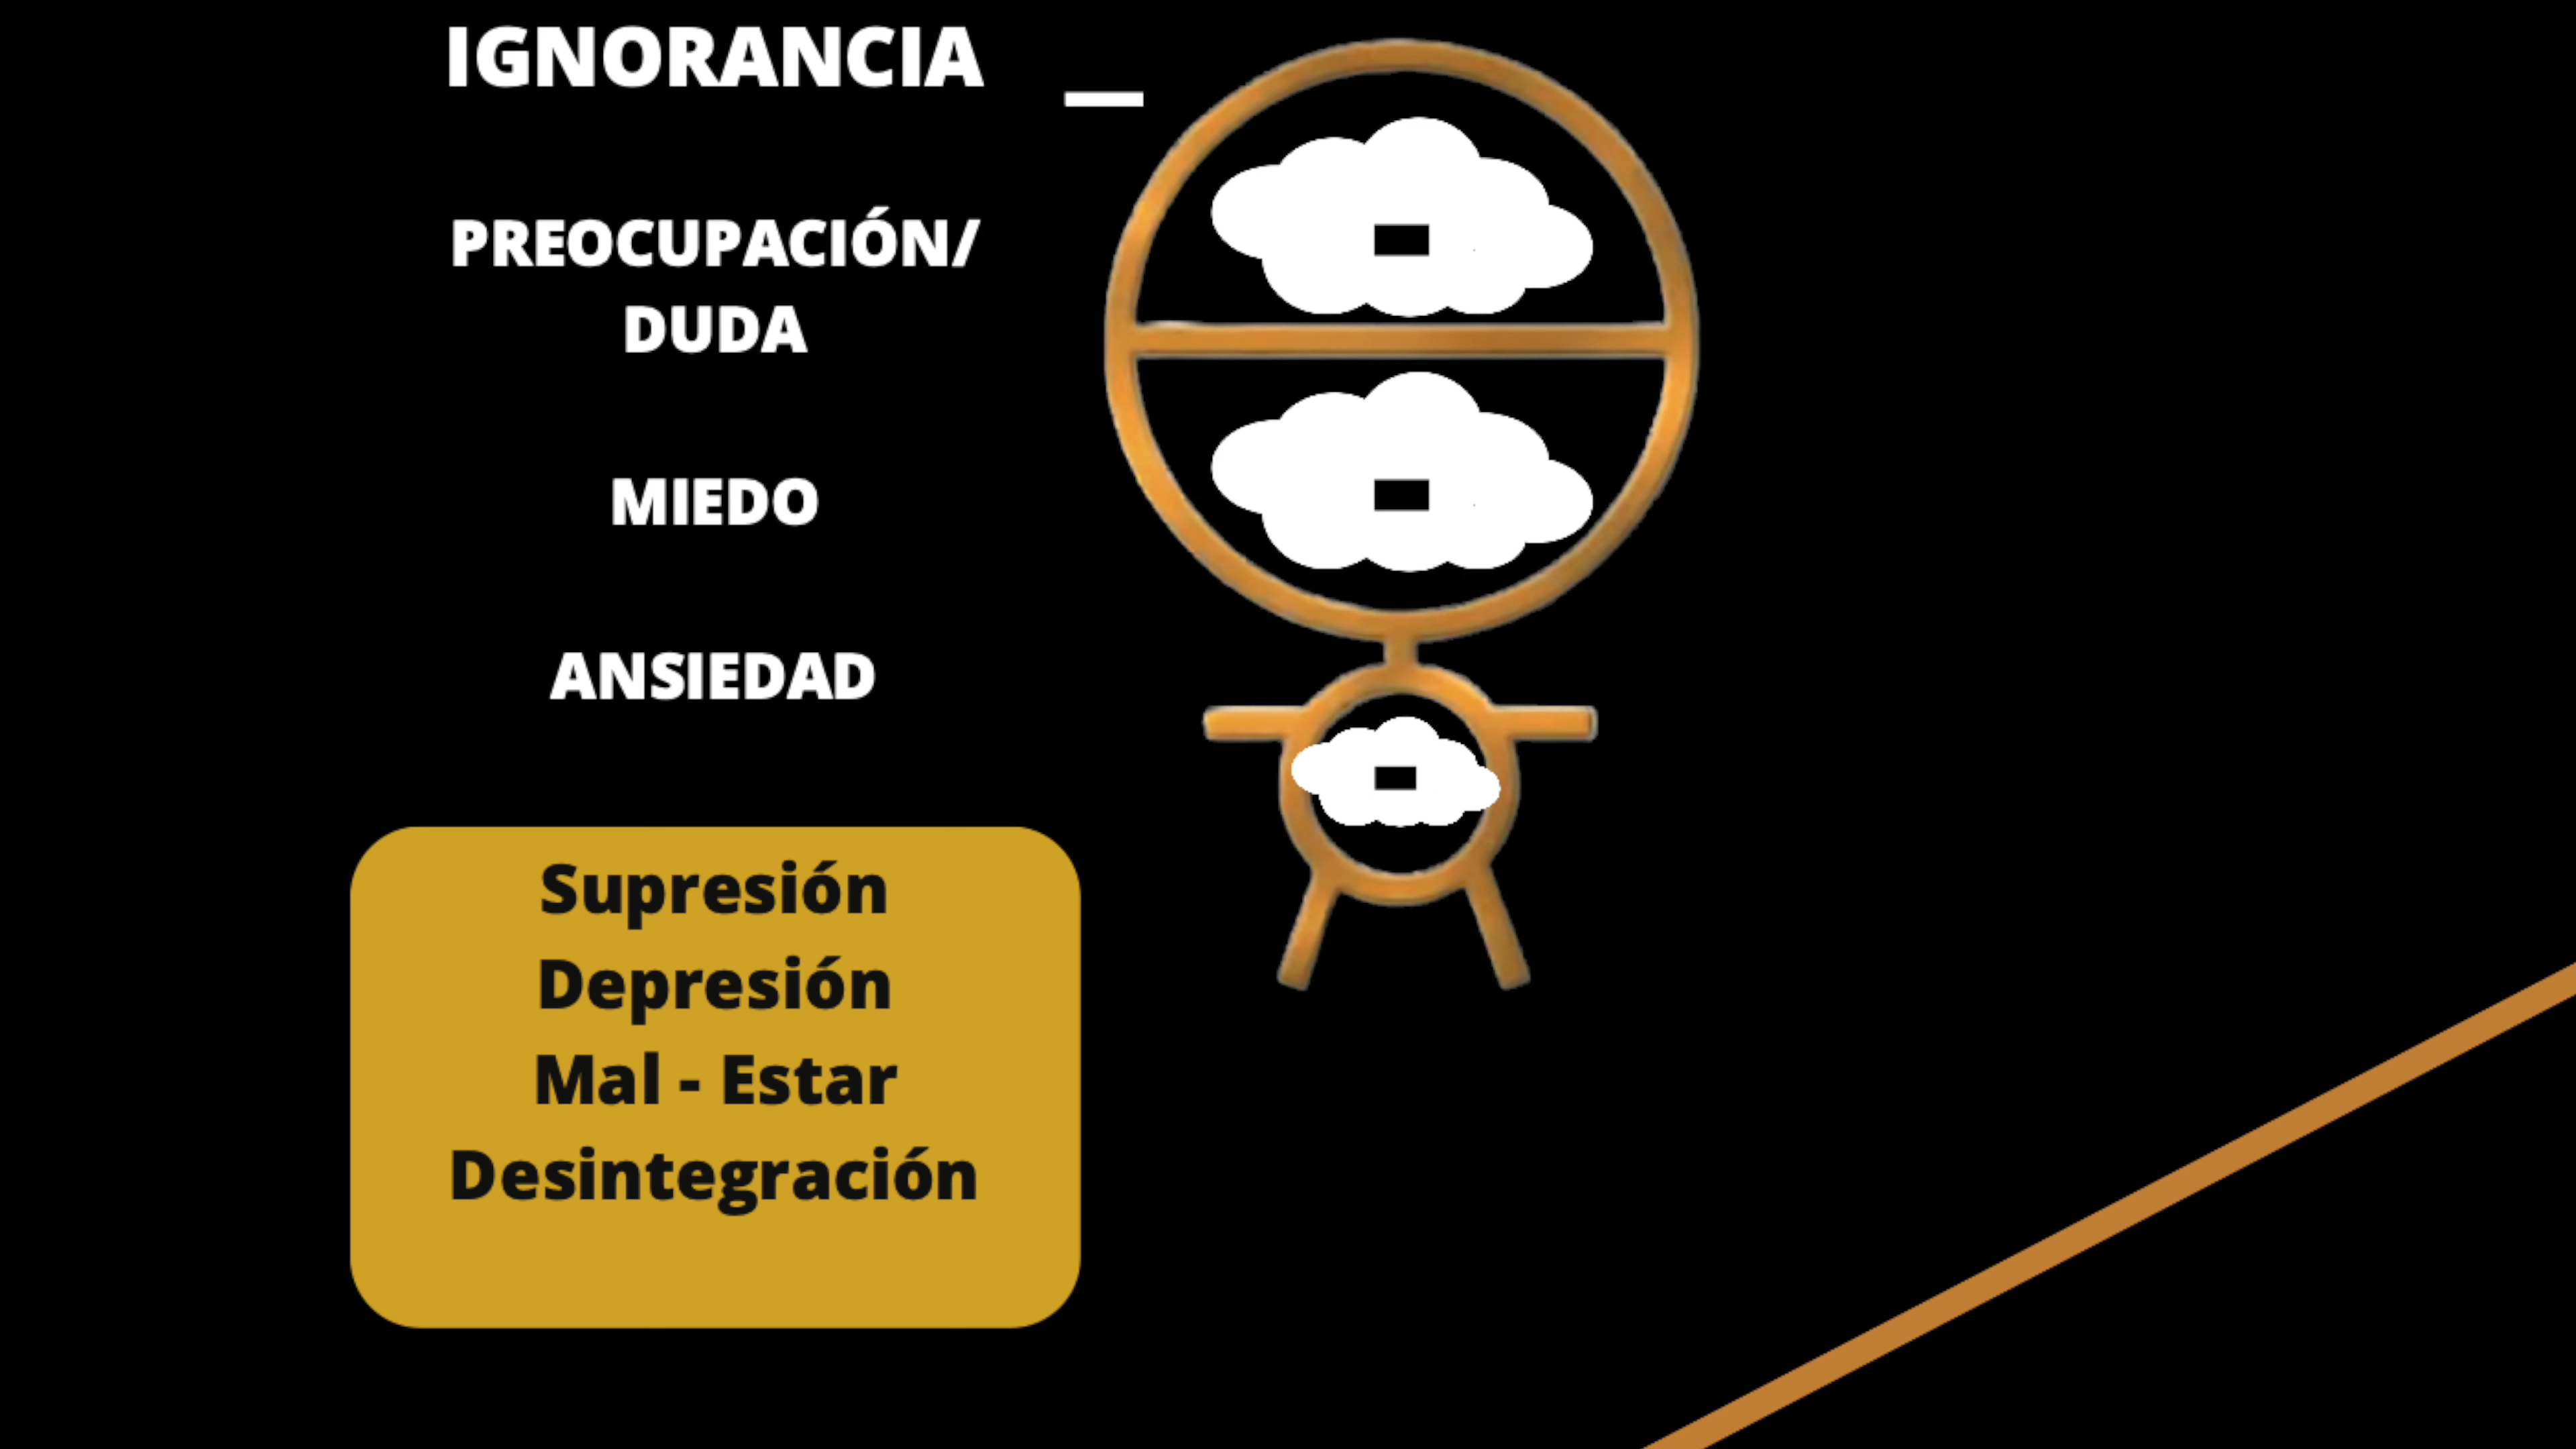 IGNORANCIA
PREOCUPACIÓN/
DUDA
MIEDO
ANSIEDAD
Supresión
Depresión
Mal - Estar
Desintegración